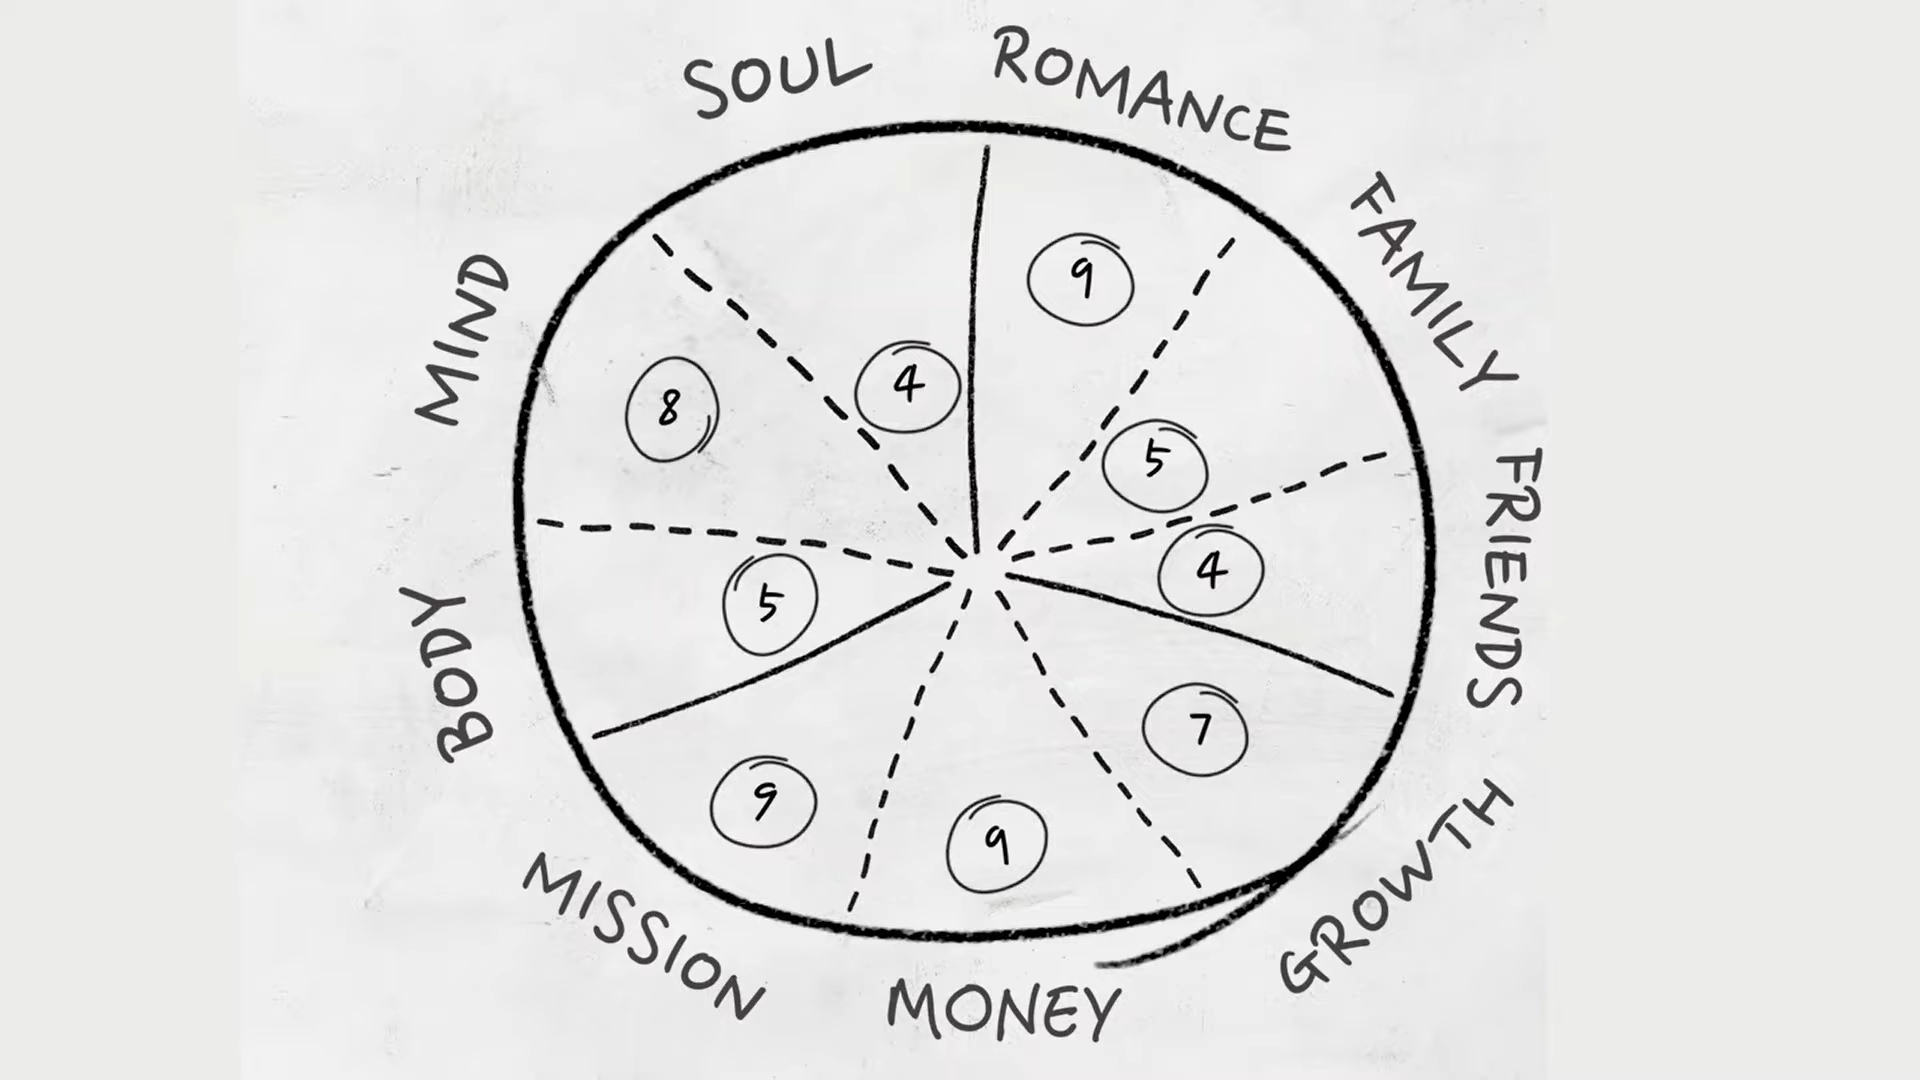 SOUL
ROMANCE
FAMILY
FRIENDS
GROWTH
MONEY
MISSION
BODY
MIND
4
9
5
4
7
9
9
5
8